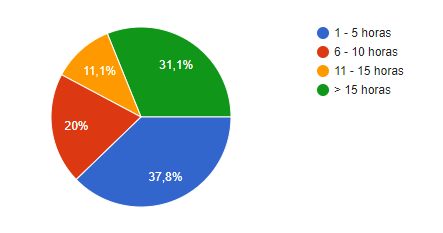 31,1%
11,1%
20%
37,8%
1 - 5 horas
6 - 10 horas
11 - 15 horas
> 15 horas